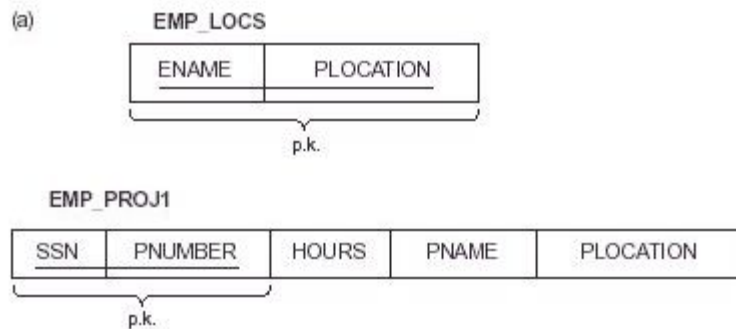 (a) EMP_LOCS
ENAME PLOCATION
p.k.
EMP_PROJ1
SSN PNUMBER HOURS PNAME PLOCATION
p.k.